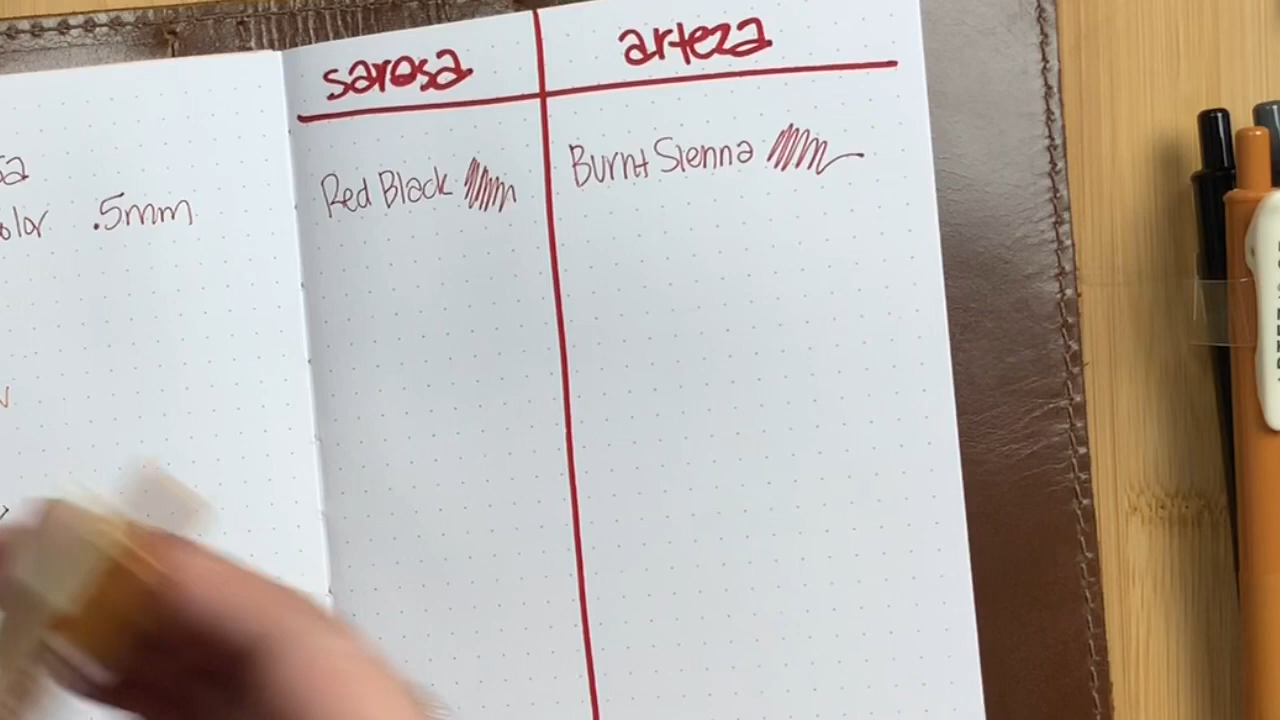 sarasa
arteza
Red Black
Burnt Sienna
.5mm